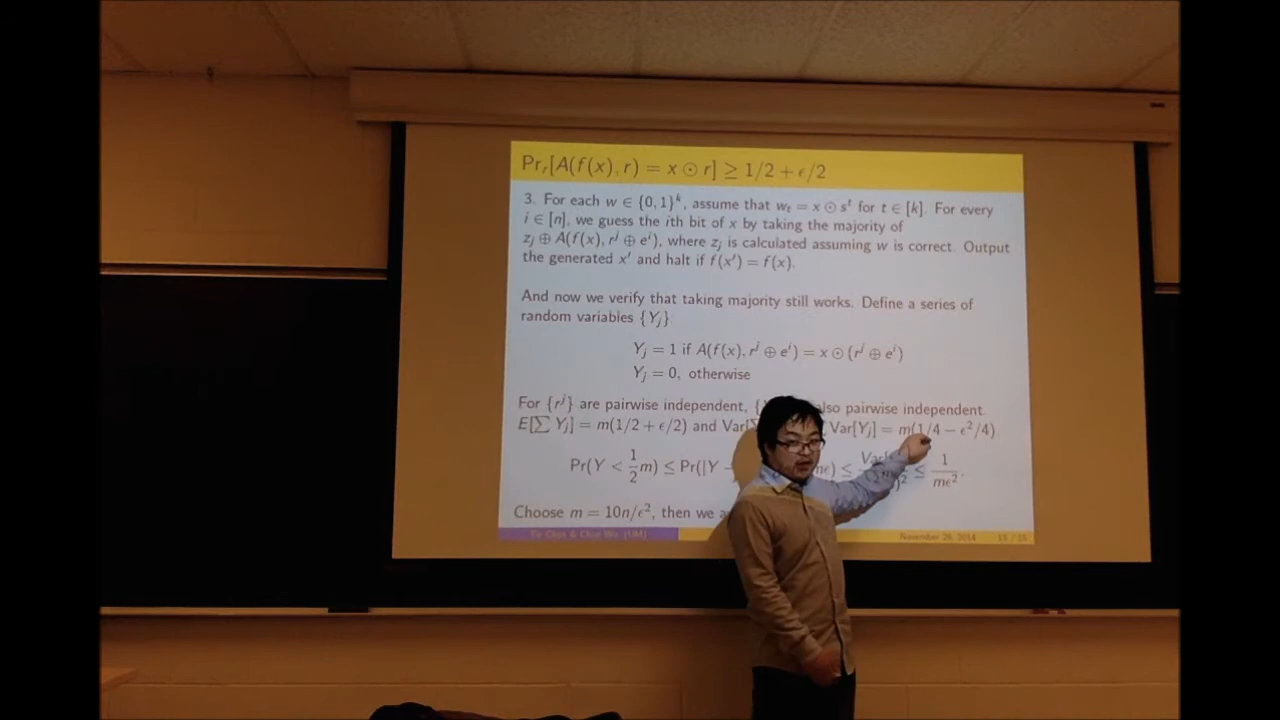 Pr_r[A(f(x), r) = x ⊙ r] ≥ 1/2 + ϵ/2
3. For each w ∈ {0, 1}^k, assume that w_t = x ⊙ s^t for t ∈ [k]. For every
i ∈ [n], we guess the ith bit of x by taking the majority of
z_j ⊕ A(f(x), r^j ⊕ e^i), where z_j is calculated assuming w is correct. Output
the generated x′ and halt if f(x′) = f(x).
And now we verify that taking majority still works. Define a series of
random variables {Y_j}
Y_j = 1 if A(f(x), r^j ⊕ e^i) = x ⊙ (r^j ⊕ e^i)
Y_j = 0, otherwise
For {r^j} are pairwise independent, { also pairwise independent.
E[∑ Y_j] = m(1/2 + ϵ/2) and Var[ Var[Y_j] = m(1/4 − ϵ^2/4).
Pr(Y < 1/2 m) ≤ Pr(|Y mϵ) ≤ ≤ 1/mϵ^2.
Choose m = 10n/ϵ^2, then we
November 26, 2014